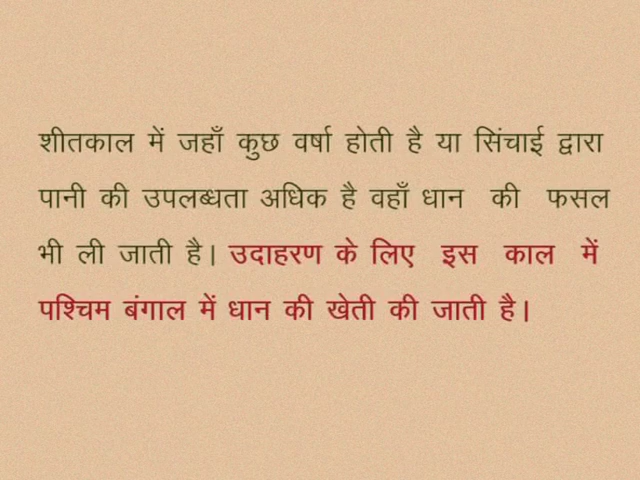 शीतकाल में जहाँ कुछ वर्षा होती है या सिंचाई द्वारा
पानी की उपलब्धता अधिक है वहाँ धान की फसल
भी ली जाती है। उदाहरण के लिए इस काल में
पश्चिम बंगाल में धान की खेती की जाती है।